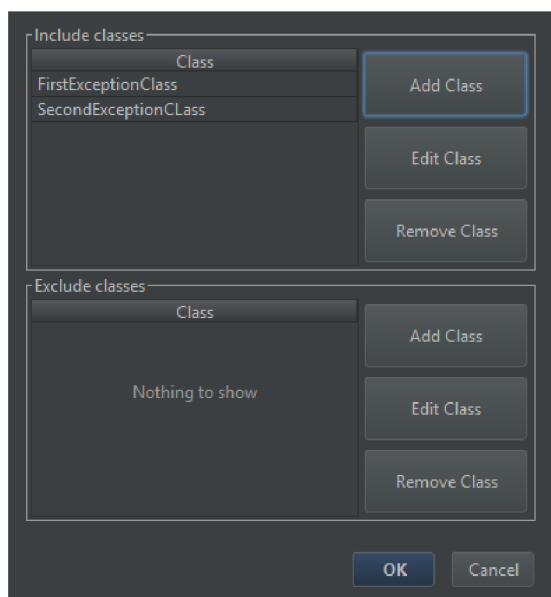 Include classes
Class
FirstExceptionClass
SecondExceptionCLass
Add Class
Edit Class
Remove Class
Exclude classes
Class
Nothing to show
Add Class
Edit Class
Remove Class
OK
Cancel